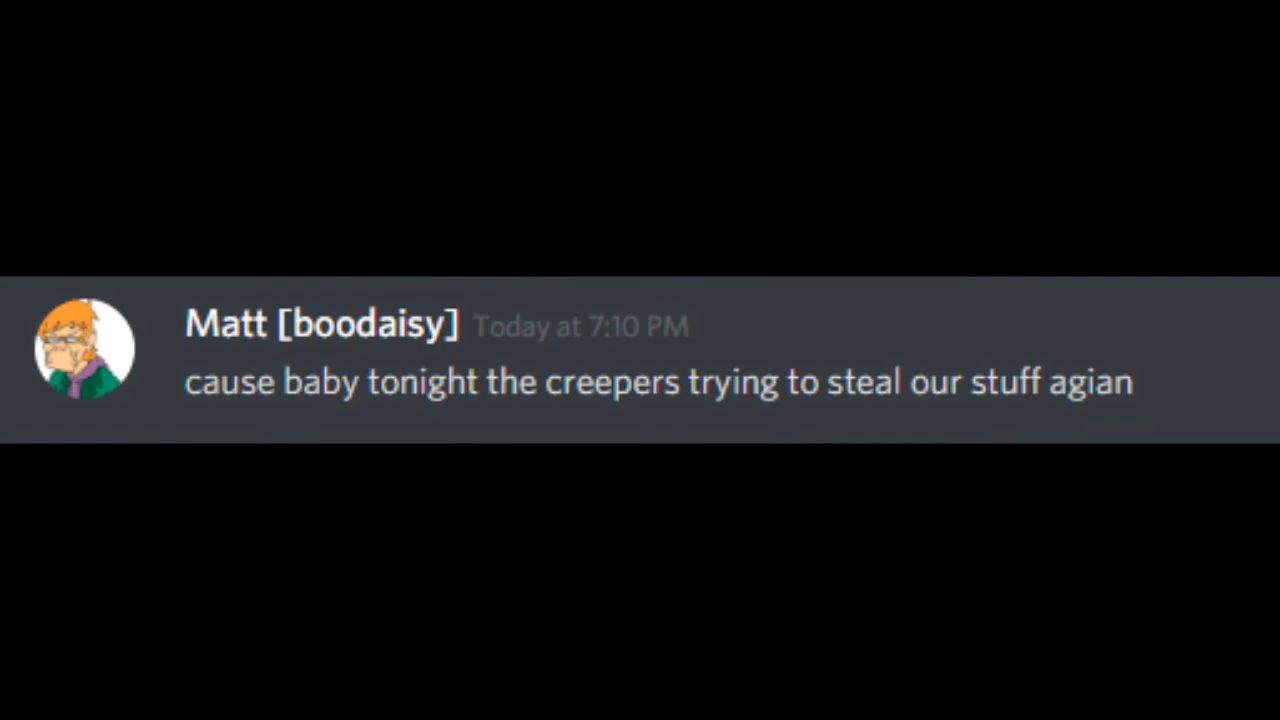 Matt [boodaisy] Today at 7:10 PM
cause baby tonight the creepers trying to steal our stuff agian